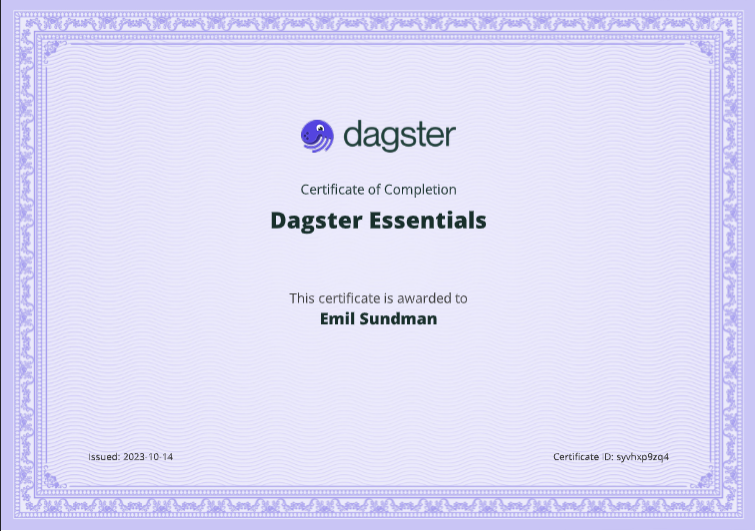 dagster
Certificate of Completion
Dagster Essentials
This certificate is awarded to
Emil Sundman
Issued: 2023-10-14
Certificate ID: syvhxp9zq4